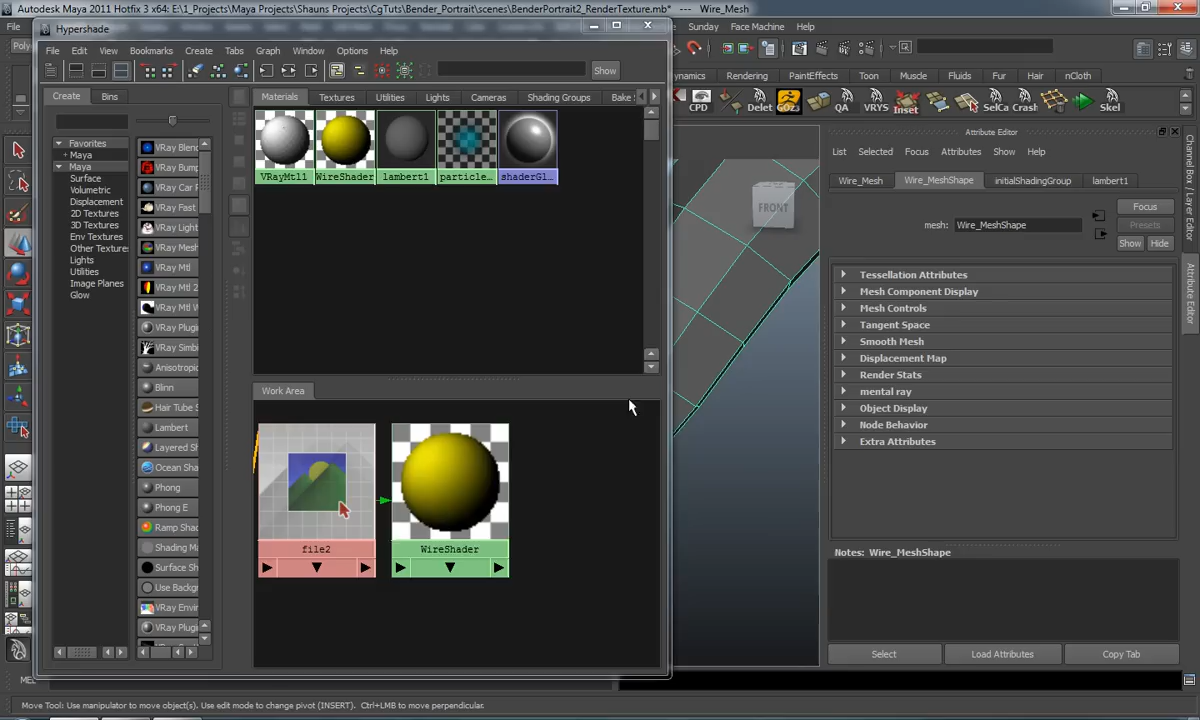 Autodesk Maya 2011 Hotfix 3 x64: E:\1_Projects\Maya Projects\Shauns Projects\CgTuts\Bender_Portrait\scenes\BenderPortrait2_RenderTexture.mb* --- Wire_Mesh
File
Sunday Face Machine Help
Hypershade
File Edit View Bookmarks Create Tabs Graph Window Options Help
Show
Rendering PaintEffects Toon Muscle Fluids Fur Hair nCloth
CPD Delet GOZ QA VRYS Inset SelCa Crash Skel
Create Bins
Materials Textures Utilities Lights Cameras Shading Groups Bake
VRayMtl1 WireShader lambert1 particle... shaderGl...
Favorites
+ Maya
Maya
Surface
Volumetric
Displacement
2D Textures
3D Textures
Env Textures
Other Texture
Lights
Utilities
Image Planes
Glow
VRay Blend
VRay Bump
VRay Car
VRay Fast
VRay Light
VRay Mesh
VRay Mtl
VRay Mtl 2
VRay Mtl
VRay Plugin
VRay Simbi
Anisotropic
Blinn
Hair Tube S
Lambert
Layered S
Ocean Sha
Phong
Phong E
Ramp Shad
Shading Ma
Surface Sh
Use Backg
VRay Envir
VRay Plugi
Work Area
file2
WireShader
FRONT
Attribute Editor
List Selected Focus Attributes Show Help
Wire_Mesh Wire_MeshShape initialShadingGroup lambert1
mesh: Wire_MeshShape
Focus
Presets
Show Hide
Tessellation Attributes
Mesh Component Display
Mesh Controls
Tangent Space
Smooth Mesh
Displacement Map
Render Stats
mental ray
Object Display
Node Behavior
Extra Attributes
Notes: Wire_MeshShape
Select Load Attributes Copy Tab
Channel Box / Layer Editor
Attribute Editor
Move Tool: Use manipulator to move object(s). Use edit mode to change pivot (INSERT). Ctrl+LMB to move perpendicular.